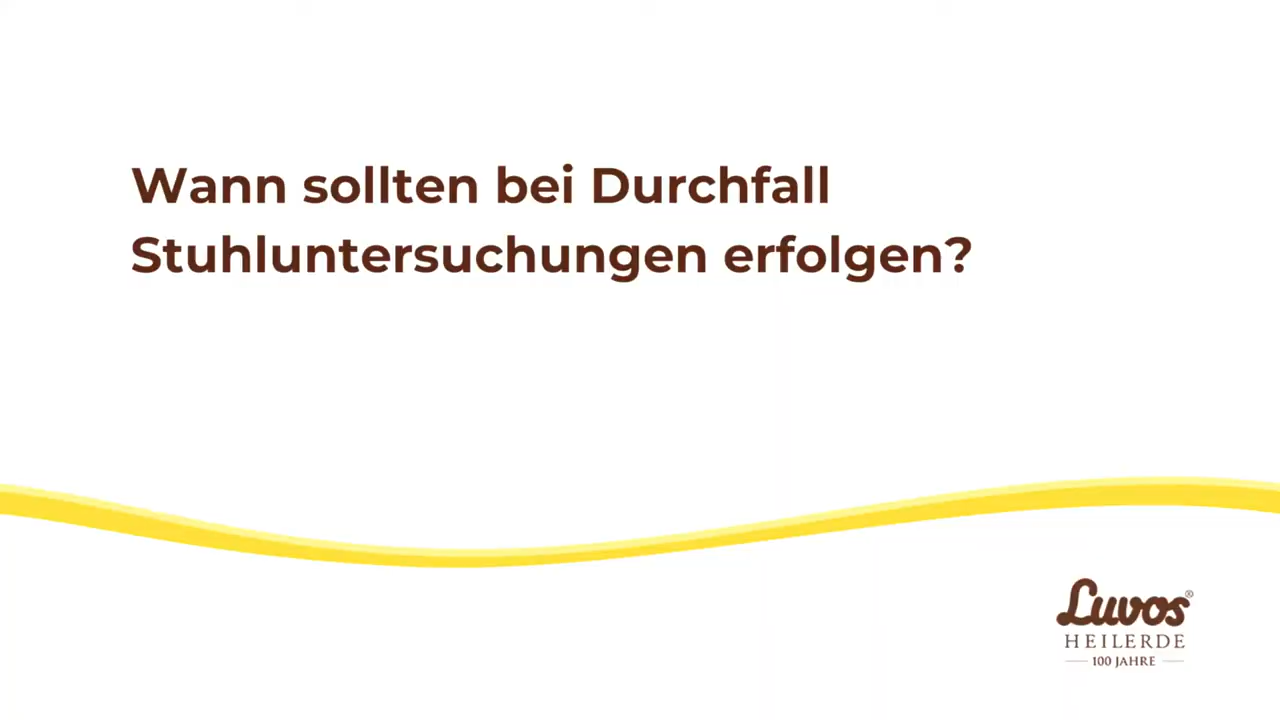 Wann sollten bei Durchfall
Stuhluntersuchungen erfolgen?
Luvos®
HEILERDE
100 JAHRE